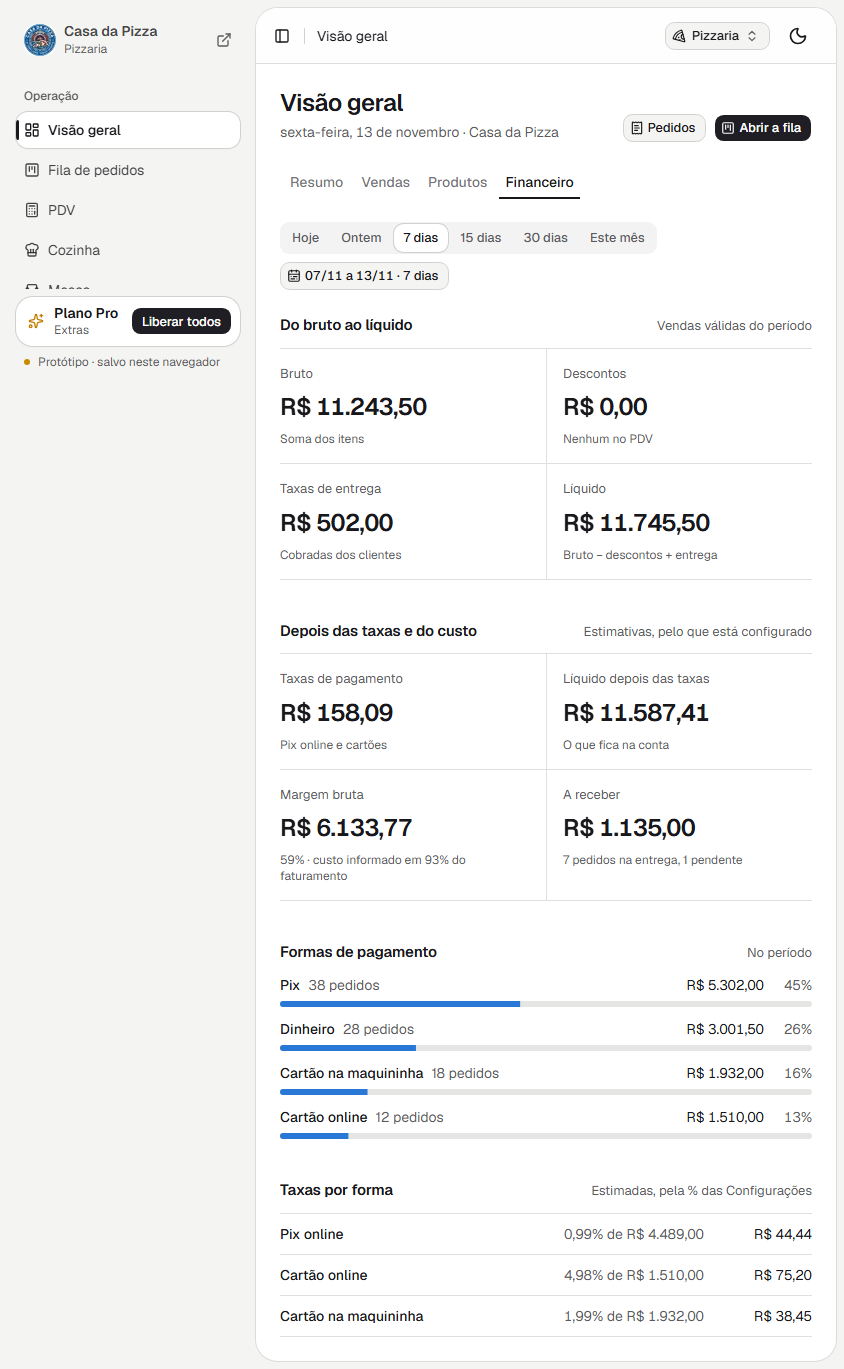 Casa da Pizza
Pizzaria
Operação
Visão geral
Fila de pedidos
PDV
Cozinha
Plano Pro
Extras
Liberar todos
Protótipo · salvo neste navegador
Visão geral
Pizzaria
Visão geral
sexta-feira, 13 de novembro · Casa da Pizza
Pedidos
Abrir a fila
Resumo Vendas Produtos Financeiro
Hoje Ontem 7 dias 15 dias 30 dias Este mês
07/11 a 13/11 · 7 dias
Do bruto ao líquido
Vendas válidas do período
Bruto
R$ 11.243,50
Soma dos itens
Descontos
R$ 0,00
Nenhum no PDV
Taxas de entrega
R$ 502,00
Cobradas dos clientes
Líquido
R$ 11.745,50
Bruto − descontos + entrega
Depois das taxas e do custo
Estimativas, pelo que está configurado
Taxas de pagamento
R$ 158,09
Pix online e cartões
Líquido depois das taxas
R$ 11.587,41
O que fica na conta
Margem bruta
R$ 6.133,77
59% · custo informado em 93% do
faturamento
A receber
R$ 1.135,00
7 pedidos na entrega, 1 pendente
Formas de pagamento
No período
Pix 38 pedidos R$ 5.302,00 45%
Dinheiro 28 pedidos R$ 3.001,50 26%
Cartão na maquininha 18 pedidos R$ 1.932,00 16%
Cartão online 12 pedidos R$ 1.510,00 13%
Taxas por forma
Estimadas, pela % das Configurações
Pix online 0,99% de R$ 4.489,00 R$ 44,44
Cartão online 4,98% de R$ 1.510,00 R$ 75,20
Cartão na maquininha 1,99% de R$ 1.932,00 R$ 38,45